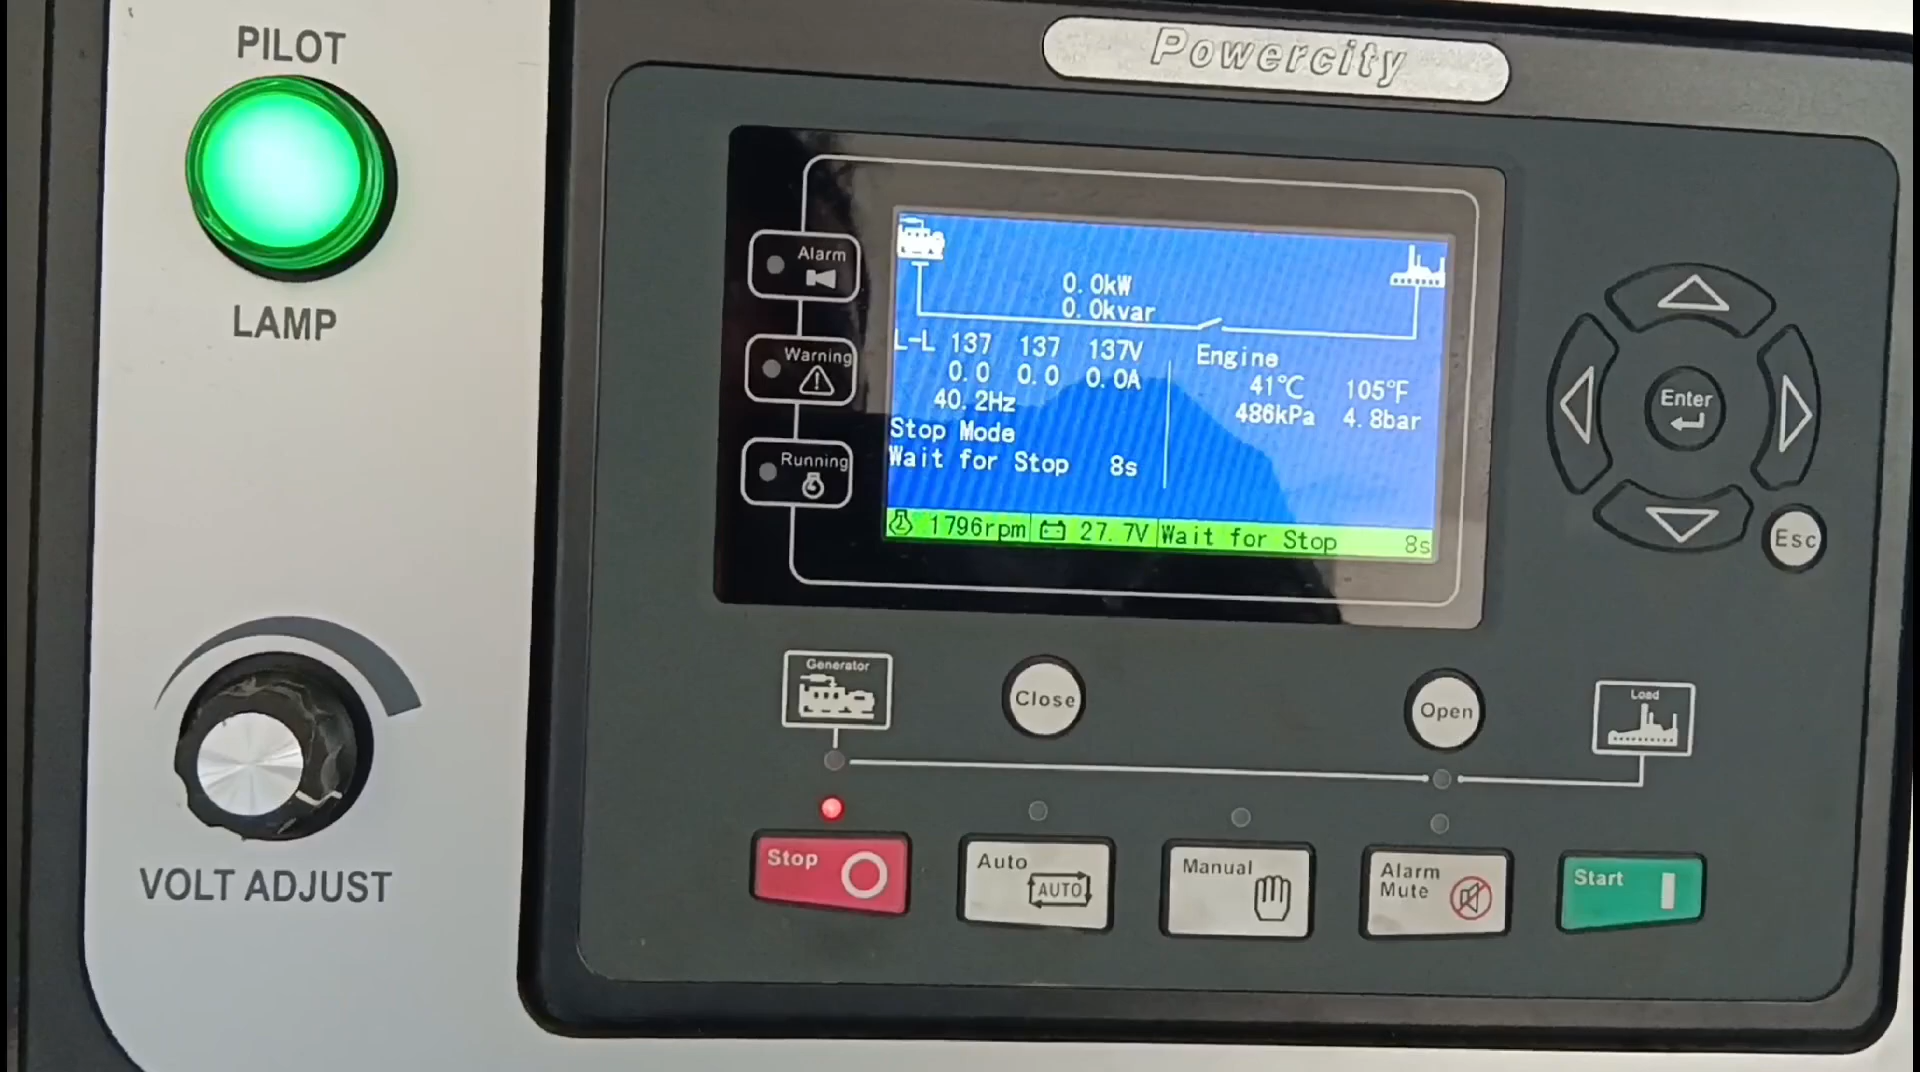 PILOT
LAMP
VOLT ADJUST
Powercity
Alarm
Warning
Running
0.0kW
0.0kvar
L-L 137 137 137V
0.0 0.0 0.0A
40.2Hz
Stop Mode
Wait for Stop 8s
Engine
41°C 105°F
486kPa 4.8bar
1796rpm 27.7V Wait for Stop 8s
Enter
Esc
Generator
Close
Open
Load
Stop
Auto
AUTO
Manual
Alarm
Mute
Start